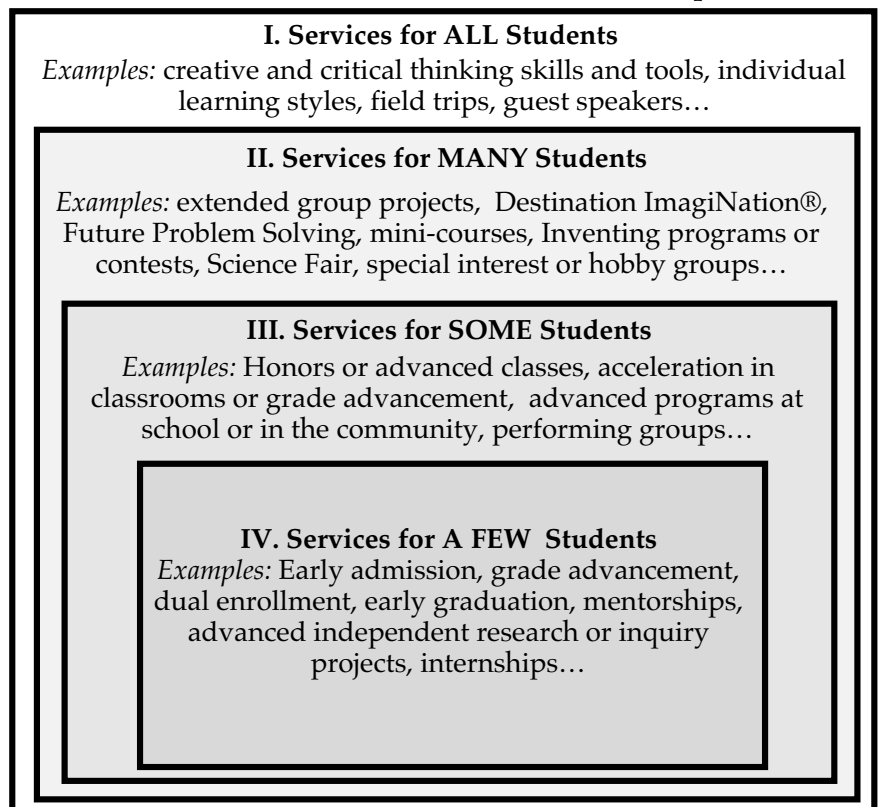 I. Services for ALL Students
Examples: creative and critical thinking skills and tools, individual
learning styles, field trips, guest speakers…
II. Services for MANY Students
Examples: extended group projects, Destination ImagiNation®,
Future Problem Solving, mini-courses, Inventing programs or
contests, Science Fair, special interest or hobby groups…
III. Services for SOME Students
Examples: Honors or advanced classes, acceleration in
classrooms or grade advancement, advanced programs at
school or in the community, performing groups…
IV. Services for A FEW Students
Examples: Early admission, grade advancement,
dual enrollment, early graduation, mentorships,
advanced independent research or inquiry
projects, internships…